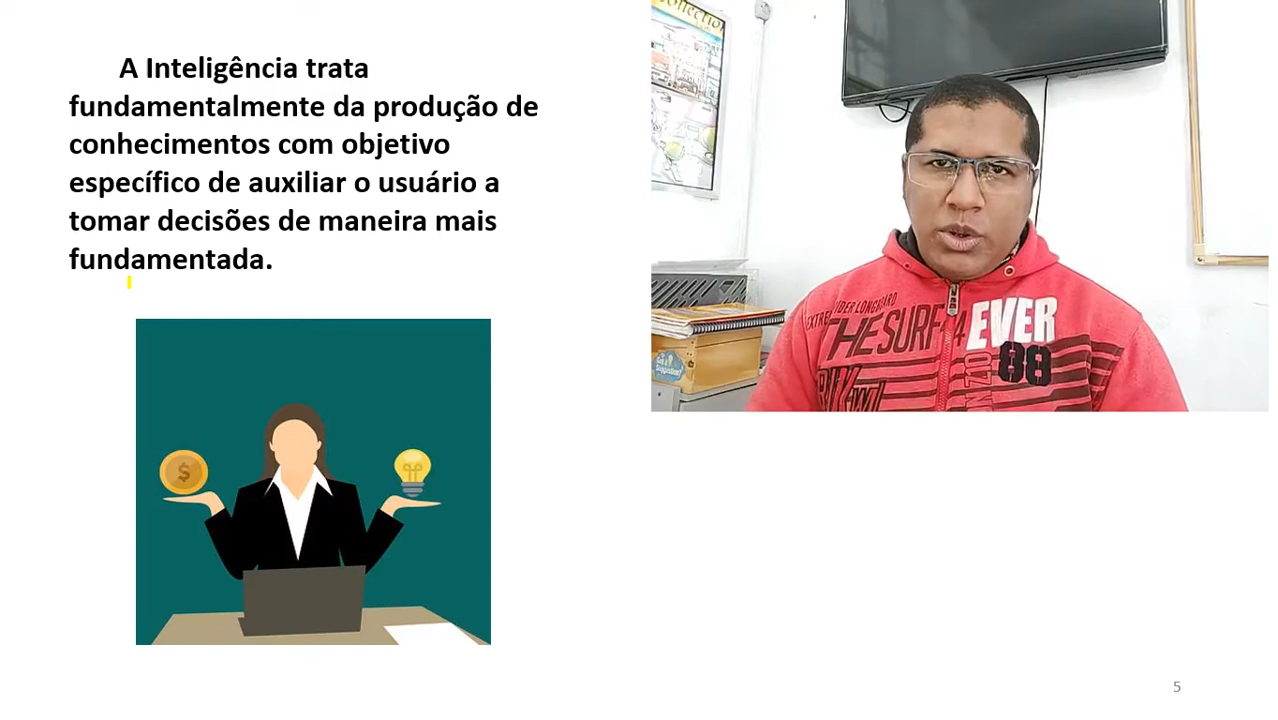 A Inteligência trata
fundamentalmente da produção de
conhecimentos com objetivo
específico de auxiliar o usuário a
tomar decisões de maneira mais
fundamentada.
$
THE SURF
EVER
88
5